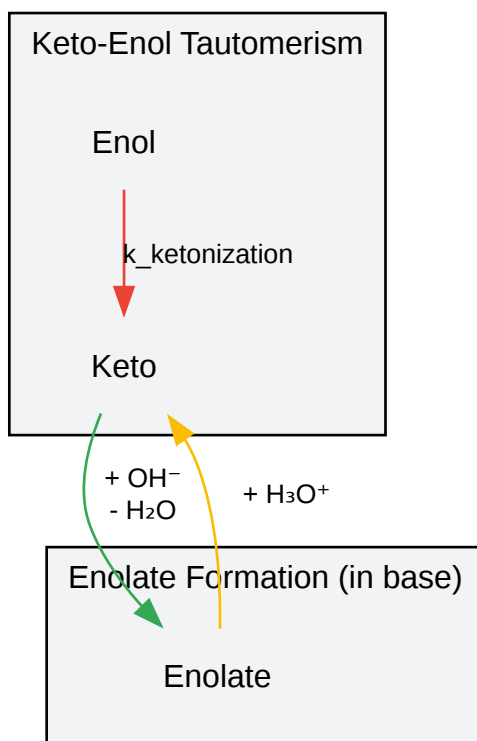 Keto-Enol Tautomerism
Enol
k_ketonization
Keto
+ OH⁻
- H₂O
+ H₃O⁺
Enolate Formation (in base)
Enolate